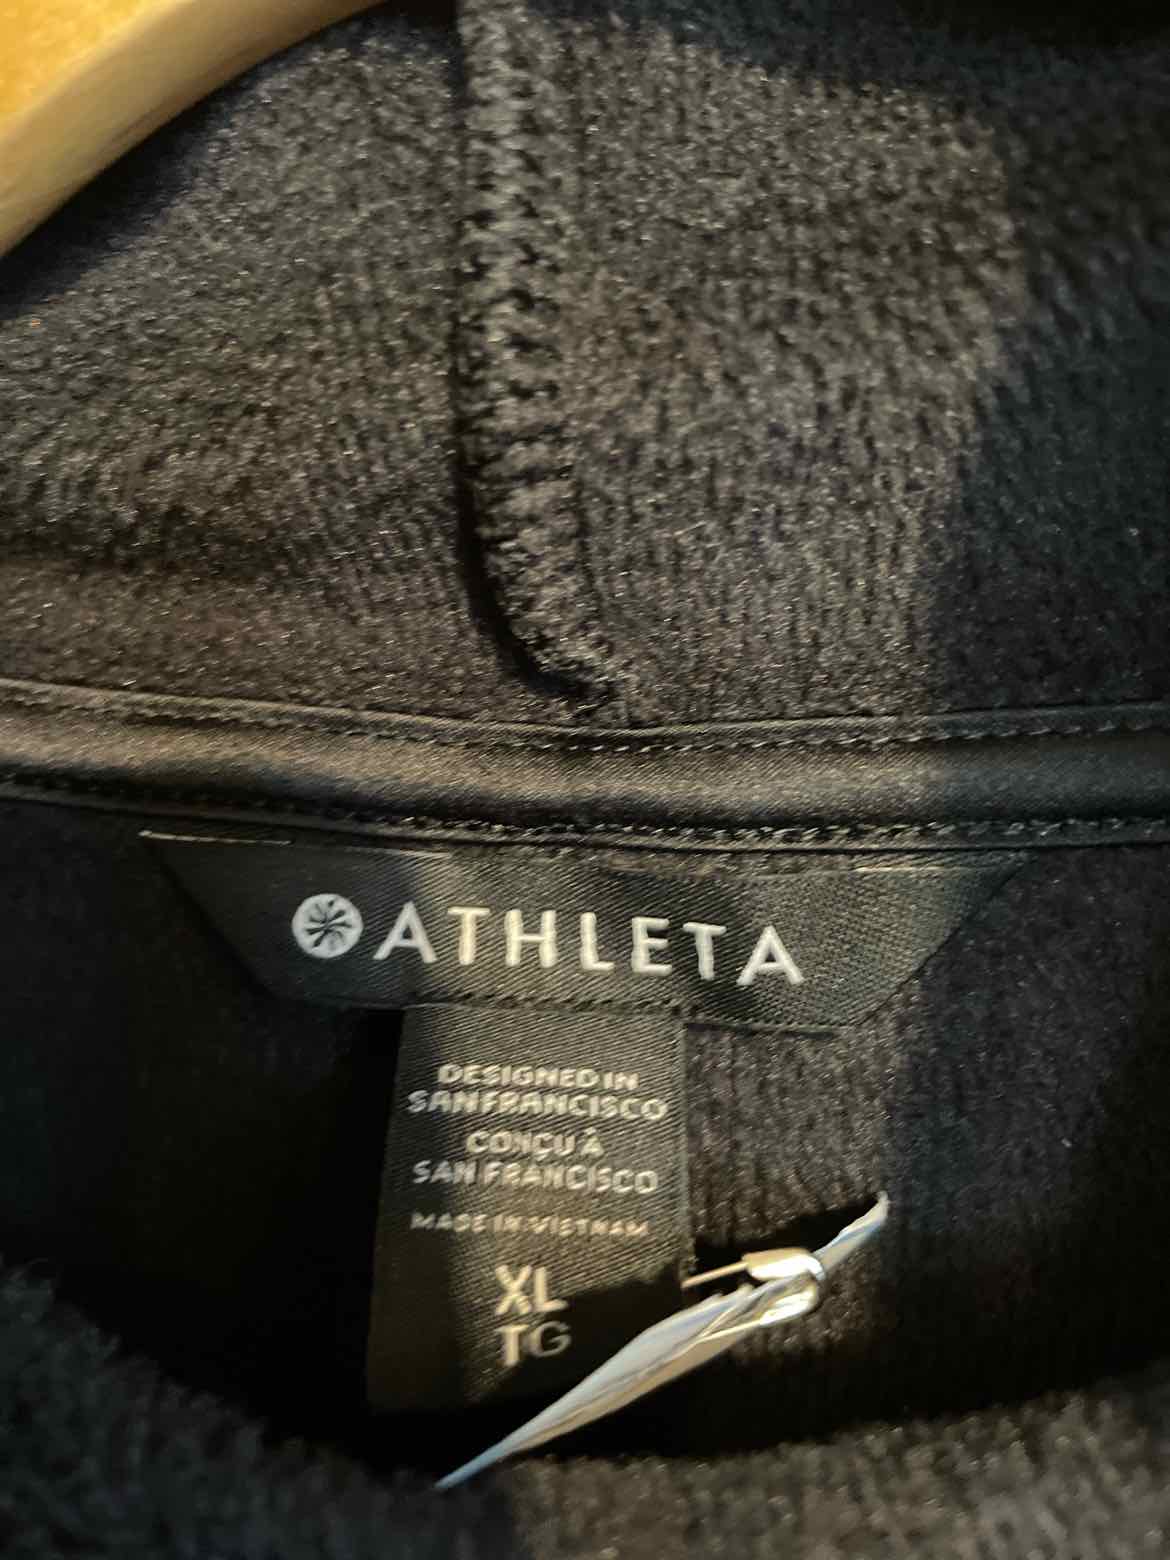 ATHLETA
DESIGNED IN
SAN FRANCISCO
CONÇU À
SAN FRANCISCO
MADE IN VIETNAM
XL
TG